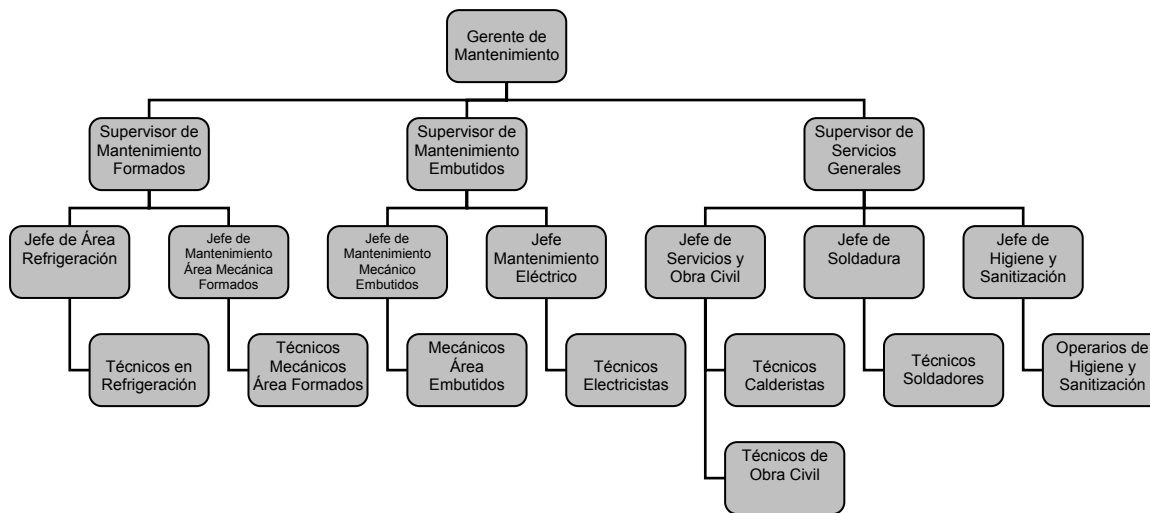 Gerente de
Mantenimiento
Supervisor de
Mantenimiento
Formados
Supervisor de
Mantenimiento
Embutidos
Supervisor de
Servicios
Generales
Jefe de Área
Refrigeración
Jefe de
Mantenimiento
Área Mecánica
Formados
Jefe de
Mantenimiento
Mecánico
Embutidos
Jefe
Mantenimiento
Eléctrico
Jefe de
Servicios y
Obra Civil
Jefe de
Soldadura
Jefe de
Higiene y
Sanitización
Técnicos en
Refrigeración
Técnicos
Mecánicos
Área Formados
Mecánicos
Área
Embutidos
Técnicos
Electricistas
Técnicos
Calderistas
Técnicos
Soldadores
Operarios de
Higiene y
Sanitización
Técnicos de
Obra Civil